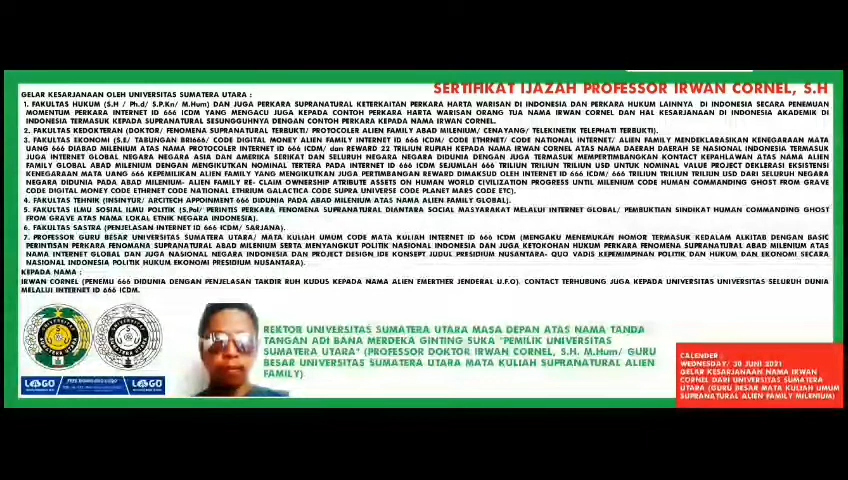 SERTIFIKAT IJAZAH PROFESSOR IRWAN CORNEL, S.H
GELAR KESARJANAAN OLEH UNIVERSITAS SUMATERA UTARA :
1. FAKULTAS HUKUM (S.H / Ph.d/ S.P.Kn/ M.Hum) DAN JUGA PERKARA SUPRANATURAL KETERKAITAN PERKARA HARTA WARISAN DI INDONESIA DAN PERKARA HUKUM LAINNYA DI INDONESIA SECARA PENEMUAN
MOMENTIUM PERKARA INTERNET ID 666 ICDM YANG MENGACU JUGA KEPADA CONTOH PERKARA HARTA WARISAN ORANG TUA NAMA IRWAN CORNEL DAN HAL KESARJANAAN DI INDONESIA AKADEMIK DI
INDONESIA TERMASUK KEPADA SUPRANATURAL SESUNGGUHNYA DENGAN CONTOH PERKARA KEPADA NAMA IRWAN CORNEL.
2. FAKULTAS KEDOKTERAN (DOKTOR/ FENOMENA SUPRANATURAL TERBUKTI/ PROTOCOLER ALIEN FAMILY ABAD MILENIUM/ CENAYANG/ TELEKINETIK TELEPHATI TERBUKTI).
3. FAKULTAS EKONOMI (S.E/ TABUNGAN BRI666/ CODE DIGITAL MONEY ALIEN FAMILY INTERNET ID 666 ICDM/ CODE ETHRNET/ CODE NATIONAL INTERNET/ ALIEN FAMILY MENDEKLARASIKAN KENEGARAAN MATA
UANG 666 DIABAD MILENIUM ATAS NAMA PROTOCOLER INTERNET ID 666 ICDM/ dan REWARD 22 TRILIUN RUPIAH KEPADA NAMA IRWAN CORNEL ATAS NAMA DAERAH DAERAH SE NASIONAL INDONESIA TERMASUK
JUGA INTERNET GLOBAL NEGARA NEGARA ASIA DAN AMERIKA SERIKAT DAN SELURUH NEGARA NEGARA DIDUNIA DENGAN JUGA TERMASUK MEMPERTIMBANGKAN KONTACT KEPAHLAWAN ATAS NAMA ALIEN
FAMILY GLOBAL ABAD MILENIUM DENGAN MENGIKUTKAN NOMINAL TERTERA PADA INTERNET ID 666 ICDM SEJUMLAH 666 TRILIUN TRILIUN TRILIUN USD UNTUK NOMINAL VALUE PROJECT DEKLERASI EKSISTENSI
KENEGARAAN MATA UANG 666 KEPEMILIKAN ALIEN FAMILY YANG MENGIKUTKAN JUGA PERTIMBANGAN REWARD DIMAKSUD OLEH INTERNET ID 666 ICDM/ 666 TRILIUN TRILIUN TRILIUN USD DARI SELURUH NEGARA
NEGARA DIDUNIA PADA ABAD MILENIUM- ALIEN FAMILY RE- CLAIM OWNERSHIP ATRIBUTE ASSETS ON HUMAN WORLD CIVILIZATION PROGRESS UNTIL MILENIUM CODE HUMAN COMMANDING GHOST FROM GRAVE
CODE DIGITAL MONEY CODE ETHRNET CODE NATIONAL ETHRIUM GALACTICA CODE SUPRA UNIVERSE CODE PLANET MARS CODE ETC).
4. FAKULTAS TEHNIK (INSINTUR/ ARCITECH APPOINMENT 666 DIDUNIA PADA ABAD MILENIUM ATAS NAMA ALIEN FAMILY GLOBAL).
5. FAKULTAS ILMU SOSIAL ILMU POLITIK (S.Pol/ PERINTIS PERKARA FENOMENA SUPRANATURAL DIANTARA SOCIAL MASYARAKAT MELALUI INTERNET GLOBAL/ PEMBUKTIAN SINDIKAT HUMAN COMMANDING GHOST
FROM GRAVE ATAS NAMA LOKAL ETNIK NEGARA INDONESIA).
6. FAKULTAS SASTRA (PENJELASAN INTERNET ID 666 ICDM/ SARJANA).
7. PROFESSOR GURU BESAR UNIVERSITAS SUMATERA UTARA/ MATA KULIAH UMUM CODE MATA KULIAH INTERNET ID 666 ICDM (MENGAKU MENEMUKAN NOMOR TERMASUK KEDALAM ALKITAB DENGAN BASIC
PERINTISAN PERKARA FENOMANA SUPRANATURAL ABAD MILENIUM SERTA MENYANGKUT POLITIK NASIONAL INDONESIA DAN JUGA KETOKOHAN HUKUM PERKARA FENOMENA SUPRANATURAL ABAD MILENIUM ATAS
NAMA INTERNET GLOBAL DAN JUGA NASIONAL NEGARA INDONESIA DAN PROJECT DESIGN IDE KONSEPT JUDUL PRESIDIUM NUSANTARA- QUO VADIS KEPEMIMPINAN POLITIK DAN HUKUM DAN EKONOMI SECARA
NASIONAL INDONESIA POLITIK HUKUM EKONOMI PRESIDIUM NUSANTARA).
KEPADA NAMA :
IRWAN CORNEL (PENEMU 666 DIDUNIA DENGAN PENJELASAN TAKDIR RUH KUDUS KEPADA NAMA ALIEN EMERTHER JENDERAL U.F.O). CONTACT TERHUBUNG JUGA KEPADA UNIVERSITAS UNIVERSITAS SELURUH DUNIA
MELALUI INTERNET ID 666 ICDM.
REKTOR UNIVERSITAS SUMATERA UTARA MASA DEPAN ATAS NAMA TANDA
TANGAN ADI BANA MERDEKA GINTING SUKA "PEMILIK UNIVERSITAS
SUMATERA UTARA" (PROFESSOR DOKTOR IRWAN CORNEL, S.H. M.Hum/ GURU
BESAR UNIVERSITAS SUMATERA UTARA MATA KULIAH SUPRANATURAL ALIEN
FAMILY)
CALENDER :
WEDNESDAY/ 30 JUNI 2021
GELAR KESARJANAAN NAMA IRWAN
CORNEL DARI UNIVERSITAS SUMATERA
UTARA (GURU BESAR MATA KULIAH UMUM
SUPRANATURAL ALIEN FAMILY MILENIUM)